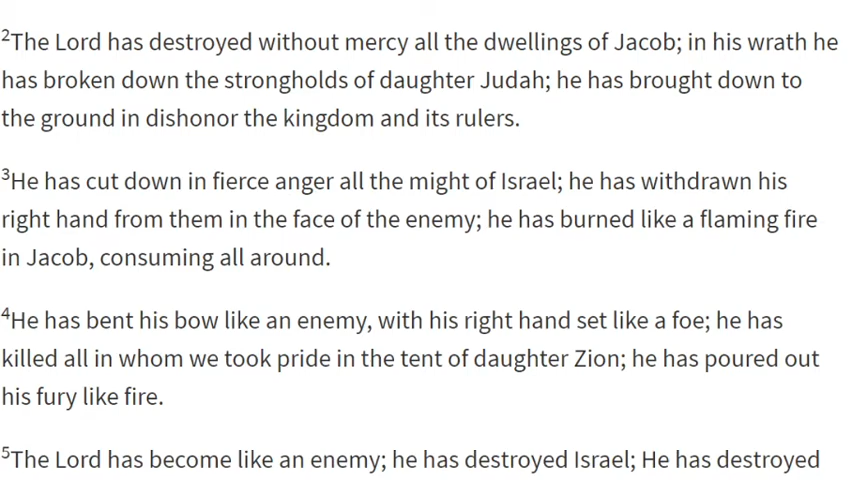 ²The Lord has destroyed without mercy all the dwellings of Jacob; in his wrath he
has broken down the strongholds of daughter Judah; he has brought down to
the ground in dishonor the kingdom and its rulers.
³He has cut down in fierce anger all the might of Israel; he has withdrawn his
right hand from them in the face of the enemy; he has burned like a flaming fire
in Jacob, consuming all around.
⁴He has bent his bow like an enemy, with his right hand set like a foe; he has
killed all in whom we took pride in the tent of daughter Zion; he has poured out
his fury like fire.
⁵The Lord has become like an enemy; he has destroyed Israel; He has destroyed